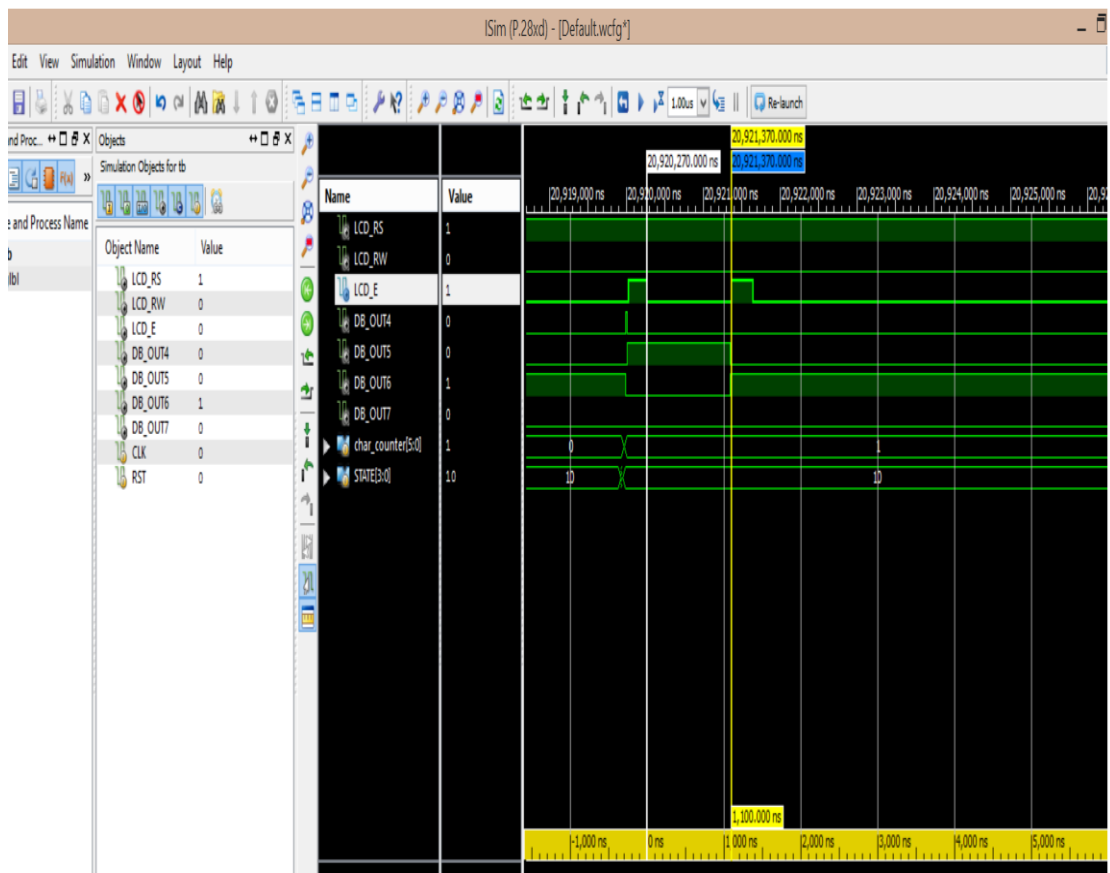 ISim (P.28xd) - [Default.wcfg*]
Edit View Simulation Window Layout Help
1.00us Re-launch
nd Proc... Objects
Simulation Objects for tb
e and Process Name
Object Name Value
LCD_RS 1
LCD_RW 0
LCD_E 0
DB_OUT4 0
DB_OUT5 0
DB_OUT6 1
DB_OUT7 0
CLK 0
RST 0
Name Value
LCD_RS 1
LCD_RW 0
LCD_E 1
DB_OUT4 0
DB_OUT5 0
DB_OUT6 1
DB_OUT7 0
char_counter[5:0] 1
STATE[3:0] 10
20,921,370.000 ns
20,920,270.000 ns 20,921,370.000 ns
20,919,000 ns 20,920,000 ns 20,921,000 ns 20,922,000 ns 20,923,000 ns 20,924,000 ns 20,925,000 ns 20,9
0 1
10 10
1,100.000 ns
-1,000 ns 0 ns 1,000 ns 2,000 ns 3,000 ns 4,000 ns 5,000 ns